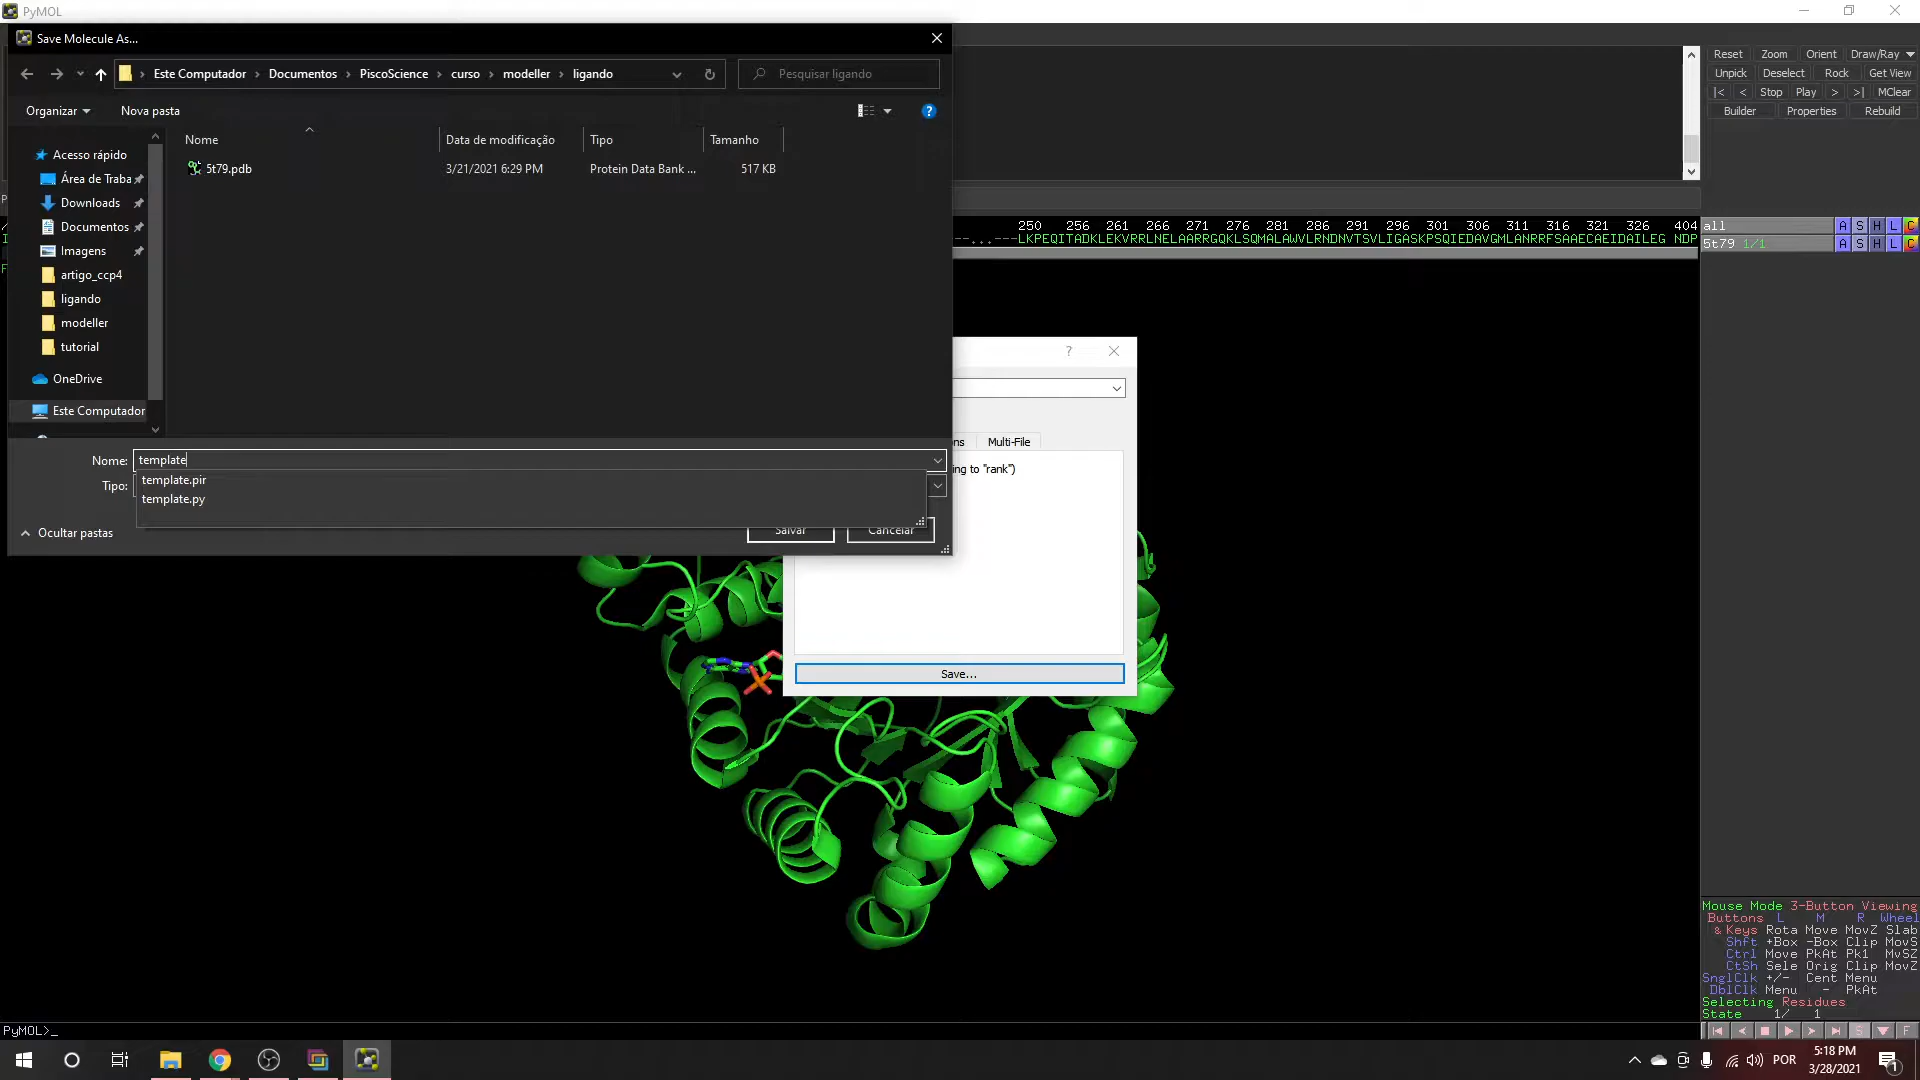 PyMOL
Save Molecule As...
Este Computador > Documentos > PiscoScience > curso > modeller > ligando
Pesquisar ligando
Organizar
Nova pasta
Nome
Data de modificação
Tipo
Tamanho
5t79.pdb
3/21/2021 6:29 PM
Protein Data Bank ...
517 KB
Acesso rápido
Área de Traba
Downloads
Documentos
Imagens
artigo_ccp4
ligando
modeller
tutorial
OneDrive
Este Computador
Nome:
template
Tipo:
template.pir
template.py
Ocultar pastas
Salvar
Cancelar
Reset Zoom Orient Draw/Ray
Unpick Deselect Rock Get View
|< < Stop Play > >| MClear
Builder Properties Rebuild
250 256 261 266 271 276 281 286 291 296 301 306 311 316 321 326 404
--...---LKPEQITADKLEKVRRLNELAARRGQKLSQMALAWVLRNDNVTSVLIGASKPSQIEDAVGMLANRRFSAAECAEIDAILEG NDP
all A S H L C
5t79 1/1 A S H L C
?
ons
Multi-File
ing to "rank")
Save...
Mouse Mode 3-Button Viewing
Buttons L M R Wheel
& Keys Rota Move MovZ Slab
Shft +Box -Box Clip MovS
Ctrl Move PkAt Pk1 MvSZ
CtSh Sele Orig Clip MovZ
SnglClk +/- Cent Menu
DblClk Menu - PkAt
Selecting Residues
State 1/ 1
S F
PyMOL>_
POR
5:18 PM
3/28/2021
1